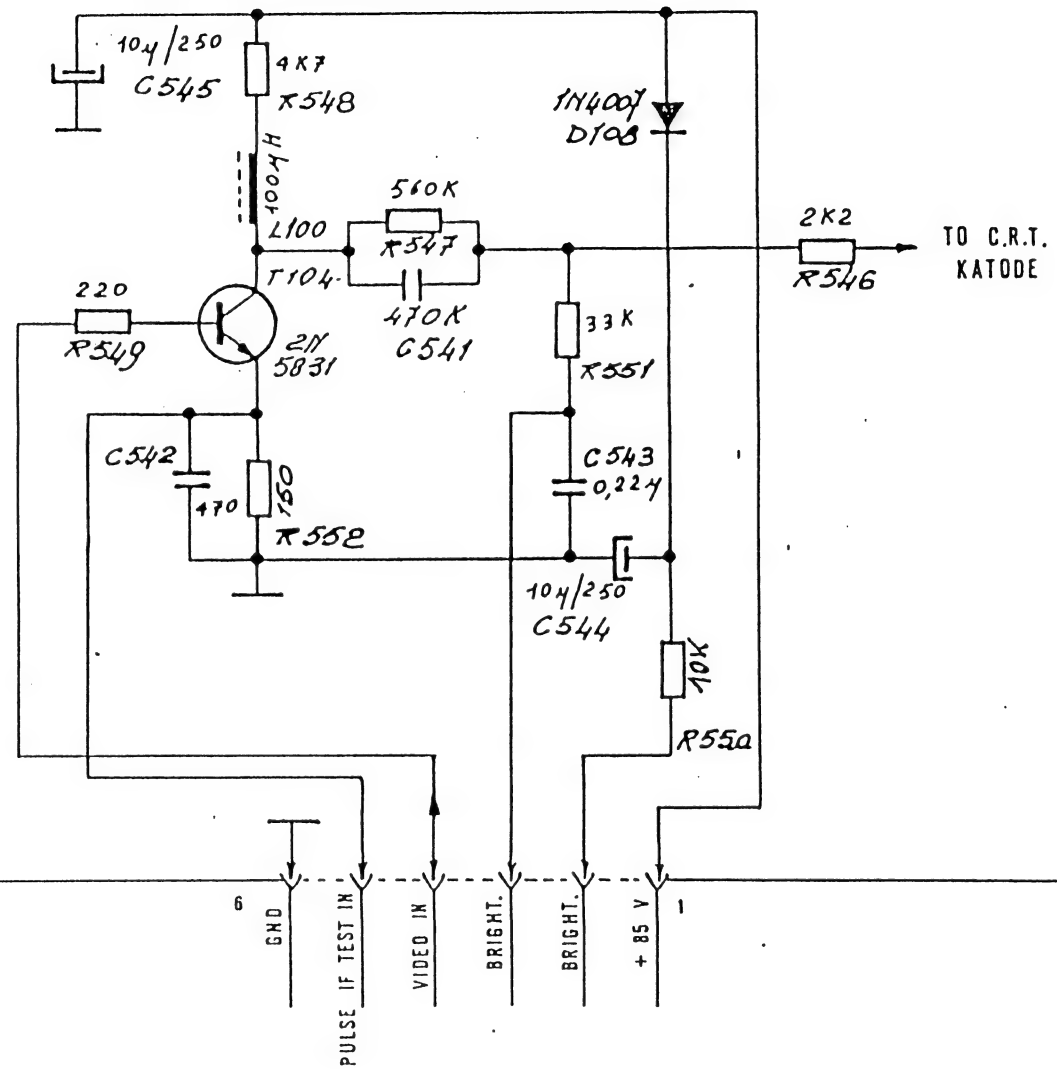 10µ/250
C545
4K7
R548
100µH
L100
1N4007
D108
560K
R547
2K2
R546
TO C.R.T.
KATODE
T104
470K
C541
220
R549
2N
5831
33K
R551
C542
470
150
R552
C543
0,22µ
10µ/250
C544
10K
R550
6
GND
PULSE IF TEST IN
VIDEO IN
BRIGHT.
BRIGHT.
+ 85 V
1